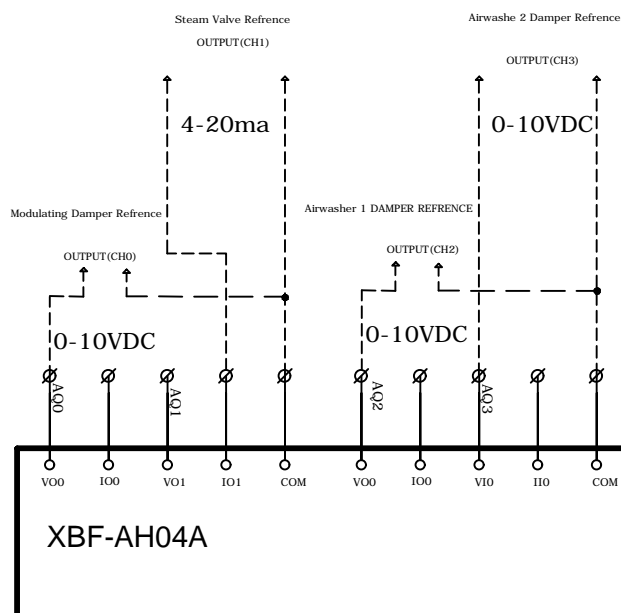 Steam Valve Refrence
Airwashe 2 Damper Refrence
OUTPUT(CH1)
OUTPUT(CH3)
4-20ma
0-10VDC
Modulating Damper Refrence
Airwasher 1 DAMPER REFRENCE
OUTPUT(CH0)
OUTPUT(CH2)
0-10VDC
0-10VDC
AQ0
AQ1
AQ2
AQ3
VO0 IO0 VO1 IO1 COM VO0 IO0 VI0 II0 COM
XBF-AH04A